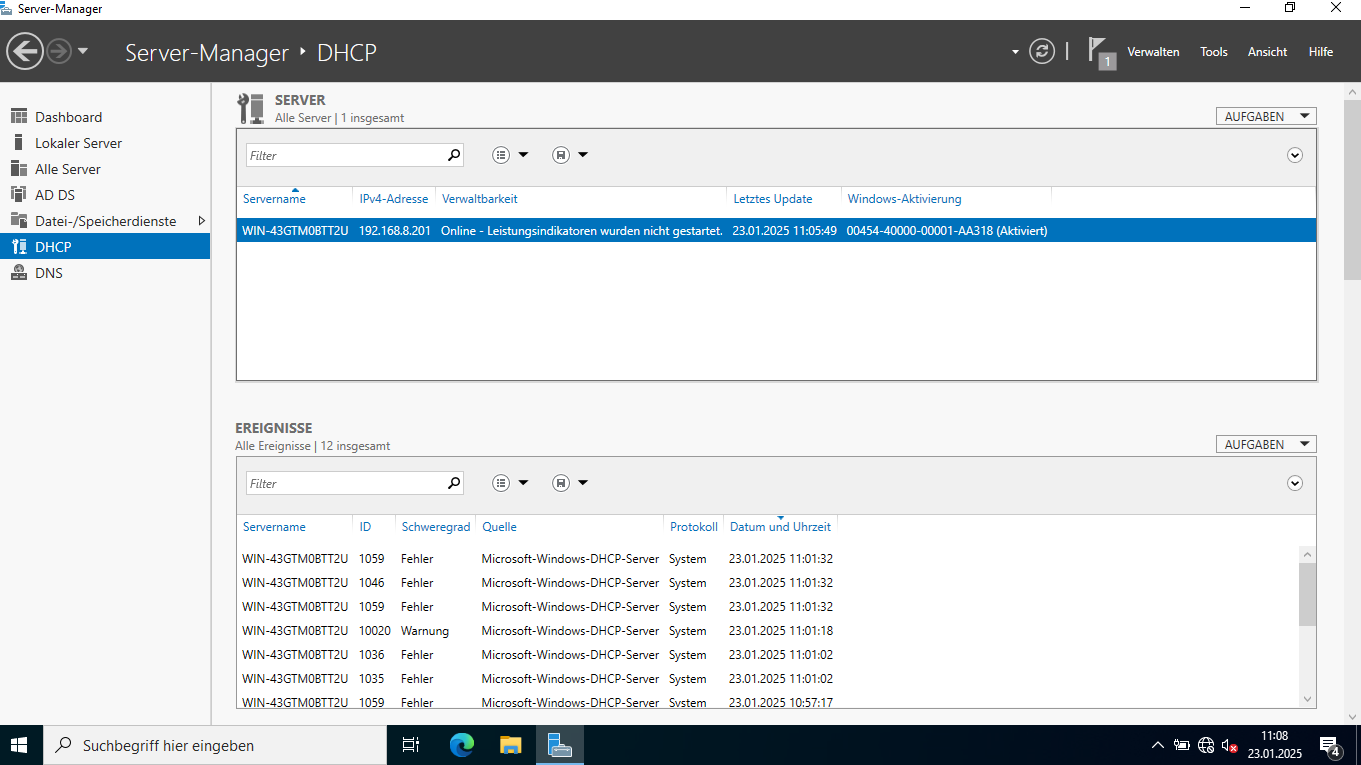 Server-Manager
Server-Manager ‣ DHCP
1
Verwalten Tools Ansicht Hilfe
Dashboard
Lokaler Server
Alle Server
AD DS
Datei-/Speicherdienste
DHCP
DNS
SERVER
Alle Server | 1 insgesamt
AUFGABEN
Filter
Servername IPv4-Adresse Verwaltbarkeit Letztes Update Windows-Aktivierung
WIN-43GTM0BTT2U 192.168.8.201 Online - Leistungsindikatoren wurden nicht gestartet. 23.01.2025 11:05:49 00454-40000-00001-AA318 (Aktiviert)
EREIGNISSE
Alle Ereignisse | 12 insgesamt
AUFGABEN
Filter
Servername ID Schweregrad Quelle Protokoll Datum und Uhrzeit
WIN-43GTM0BTT2U 1059 Fehler Microsoft-Windows-DHCP-Server System 23.01.2025 11:01:32
WIN-43GTM0BTT2U 1046 Fehler Microsoft-Windows-DHCP-Server System 23.01.2025 11:01:32
WIN-43GTM0BTT2U 1059 Fehler Microsoft-Windows-DHCP-Server System 23.01.2025 11:01:32
WIN-43GTM0BTT2U 10020 Warnung Microsoft-Windows-DHCP-Server System 23.01.2025 11:01:18
WIN-43GTM0BTT2U 1036 Fehler Microsoft-Windows-DHCP-Server System 23.01.2025 11:01:02
WIN-43GTM0BTT2U 1035 Fehler Microsoft-Windows-DHCP-Server System 23.01.2025 11:01:02
WIN-43GTM0BTT2U 1059 Fehler Microsoft-Windows-DHCP-Server System 23.01.2025 10:57:17
Suchbegriff hier eingeben
11:08
23.01.2025
4